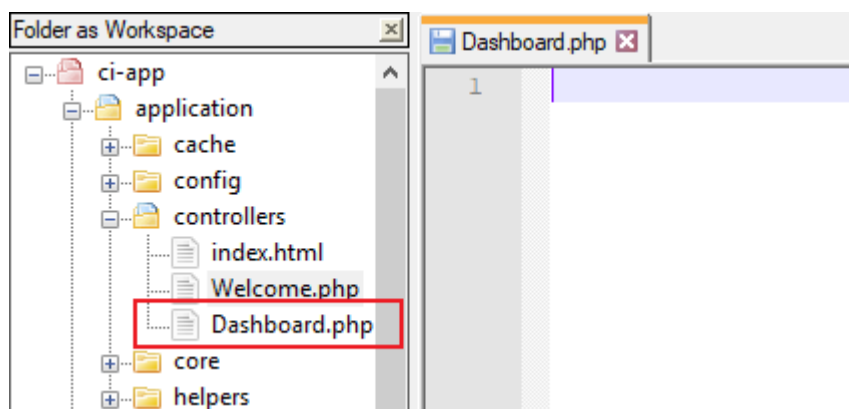 Folder as Workspace
ci-app
application
cache
config
controllers
index.html
Welcome.php
Dashboard.php
core
helpers
Dashboard.php
1